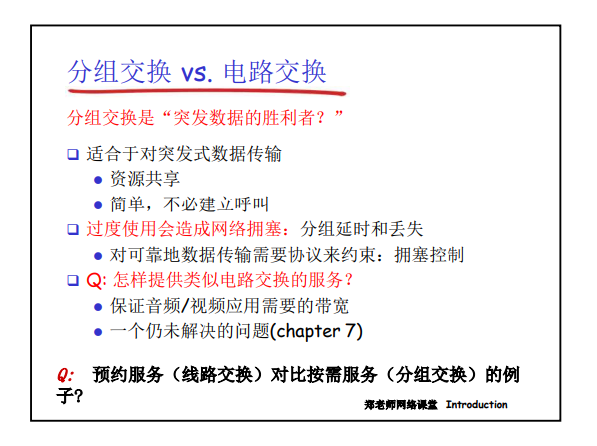 分组交换 vs. 电路交换
分组交换是“突发数据的胜利者？”
适合于对突发式数据传输
资源共享
简单，不必建立呼叫
过度使用会造成网络拥塞：分组延时和丢失
对可靠地数据传输需要协议来约束：拥塞控制
Q: 怎样提供类似电路交换的服务？
保证音频/视频应用需要的带宽
一个仍未解决的问题(chapter 7)
Q: 预约服务（线路交换）对比按需服务（分组交换）的例
子?
郑老师网络课堂 Introduction